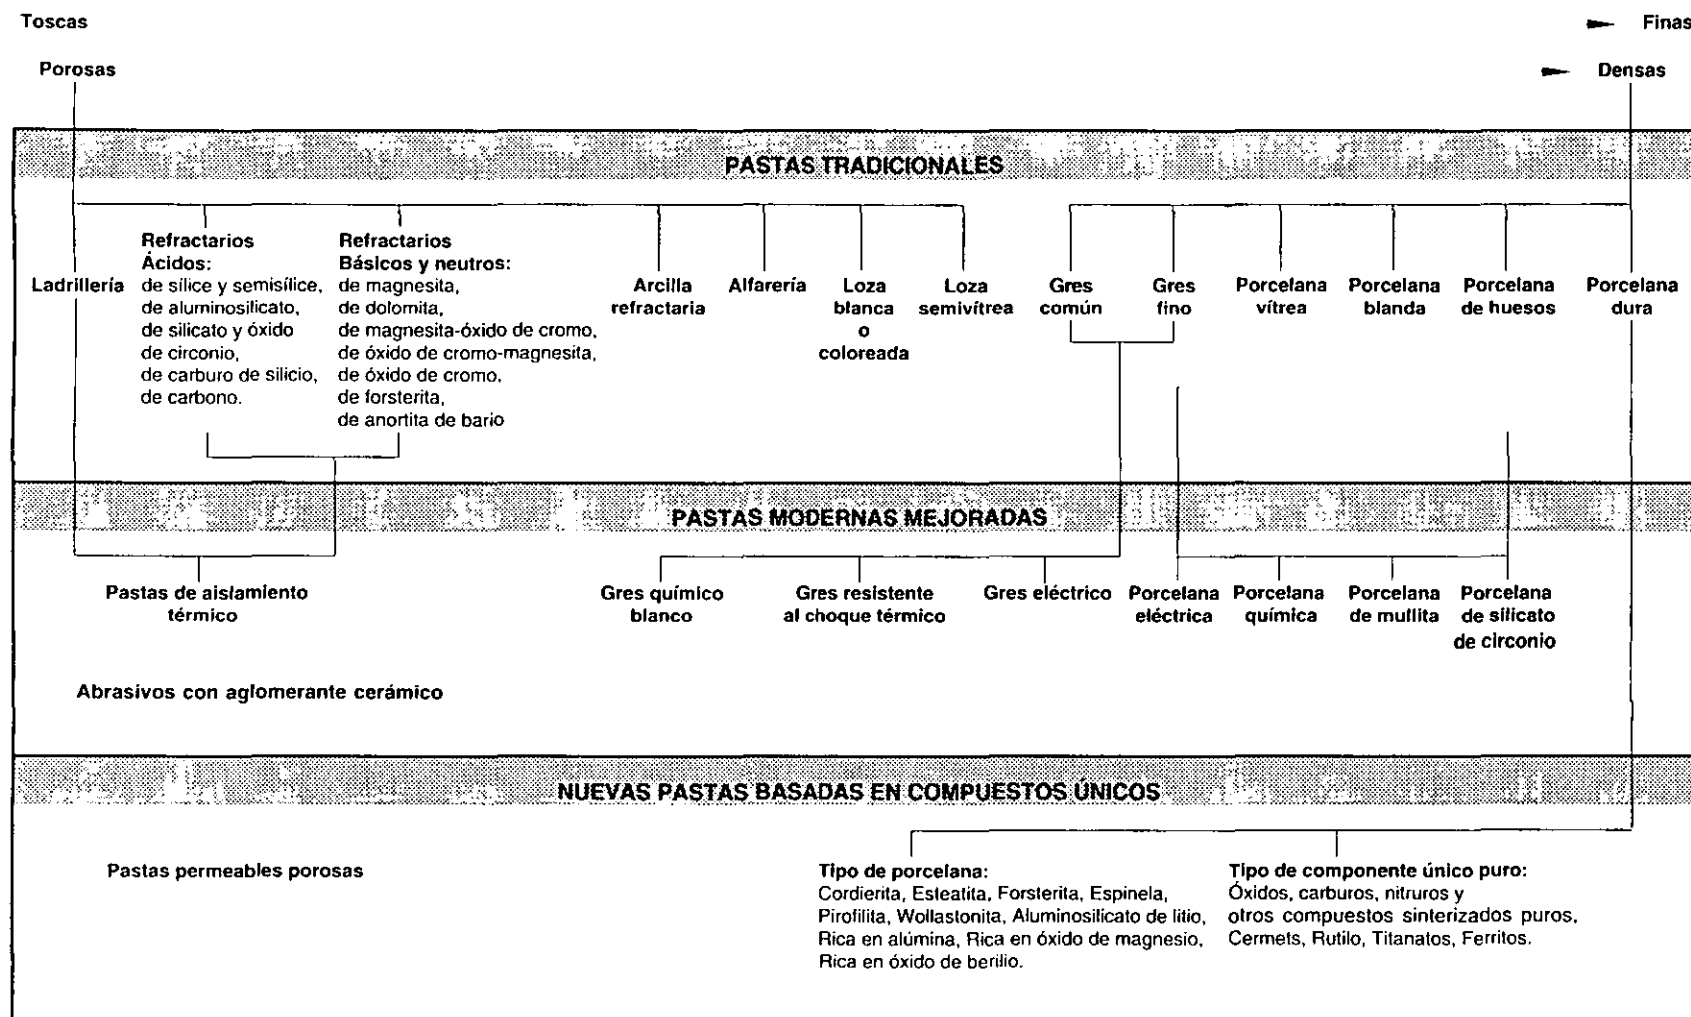 Toscas
Finas
Porosas
Densas
PASTAS TRADICIONALES
Ladrillería
Refractarios
Ácidos:
de sílice y semisílice,
de aluminosilicato,
de silicato y óxido
de circonio,
de carburo de silicio,
de carbono.
Refractarios
Básicos y neutros:
de magnesita,
de dolomita,
de magnesita-óxido de cromo,
de óxido de cromo-magnesita,
de óxido de cromo,
de forsterita,
de anortita de bario
Arcilla
refractaria
Alfarería
Loza
blanca
o
coloreada
Loza
semivítrea
Gres
común
Gres
fino
Porcelana
vítrea
Porcelana
blanda
Porcelana
de huesos
Porcelana
dura
PASTAS MODERNAS MEJORADAS
Pastas de aislamiento
térmico
Gres químico
blanco
Gres resistente
al choque térmico
Gres eléctrico
Porcelana
eléctrica
Porcelana
química
Porcelana
de mullita
Porcelana
de silicato
de circonio
Abrasivos con aglomerante cerámico
NUEVAS PASTAS BASADAS EN COMPUESTOS ÚNICOS
Pastas permeables porosas
Tipo de porcelana:
Cordierita, Esteatita, Forsterita, Espinela,
Pirofilita, Wollastonita, Aluminosilicato de litio,
Rica en alúmina, Rica en óxido de magnesio,
Rica en óxido de berilio.
Tipo de componente único puro:
Óxidos, carburos, nitruros y
otros compuestos sinterizados puros,
Cermets, Rutilo, Titanatos, Ferritos.